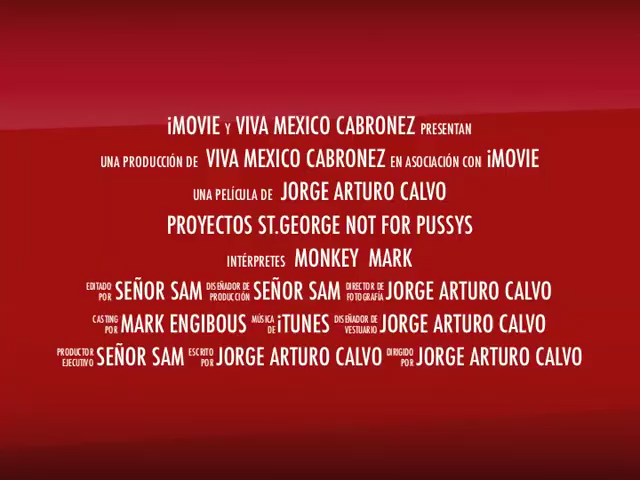 iMOVIE Y VIVA MEXICO CABRONEZ PRESENTAN
UNA PRODUCCIÓN DE VIVA MEXICO CABRONEZ EN ASOCIACIÓN CON iMOVIE
UNA PELÍCULA DE JORGE ARTURO CALVO
PROYECTOS ST.GEORGE NOT FOR PUSSYS
INTÉRPRETES MONKEY MARK
EDITADO POR SEÑOR SAM DISEÑADOR DE PRODUCCIÓN SEÑOR SAM DIRECTOR DE FOTOGRAFÍA JORGE ARTURO CALVO
CASTING POR MARK ENGIBOUS MÚSICA DE iTUNES DISEÑADOR DE VESTUARIO JORGE ARTURO CALVO
PRODUCTOR EJECUTIVO SEÑOR SAM ESCRITO POR JORGE ARTURO CALVO DIRIGIDO POR JORGE ARTURO CALVO